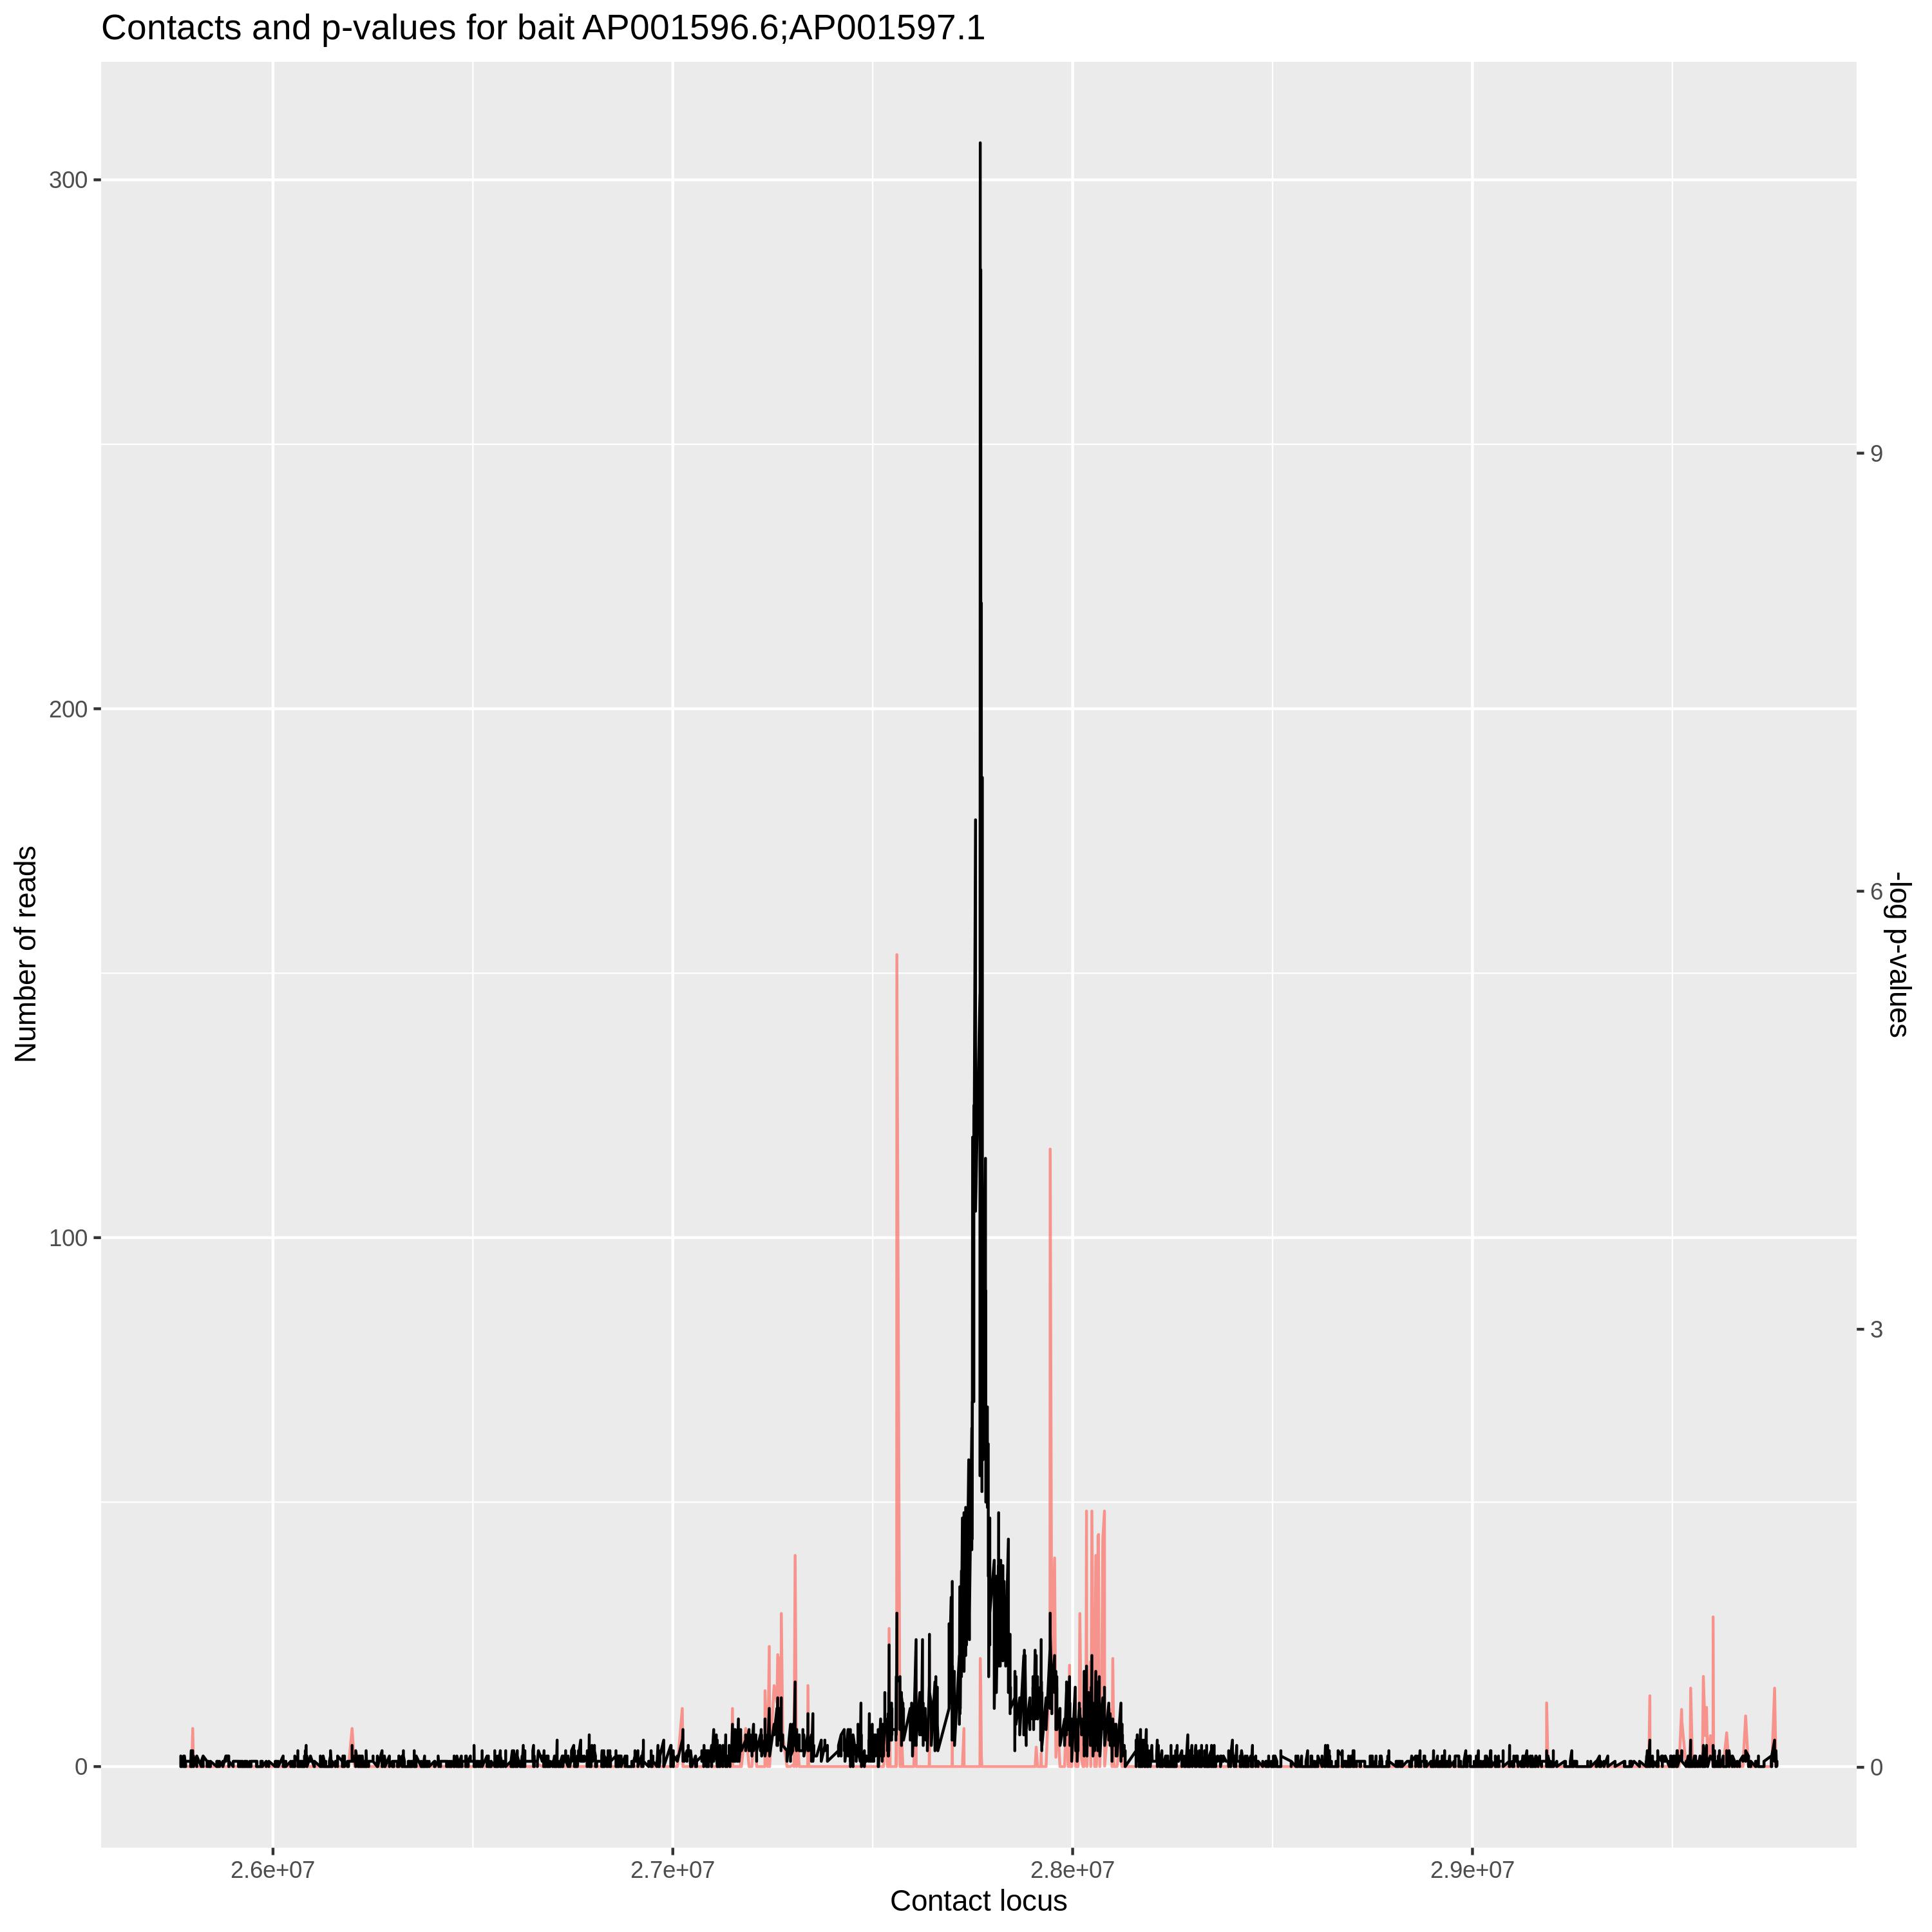 Contacts and p-values for bait AP001596.6;AP001597.1
300
200
100
0
Number of reads
9
6
3
0
-log p-values
2.6e+07
2.7e+07
2.8e+07
2.9e+07
Contact locus